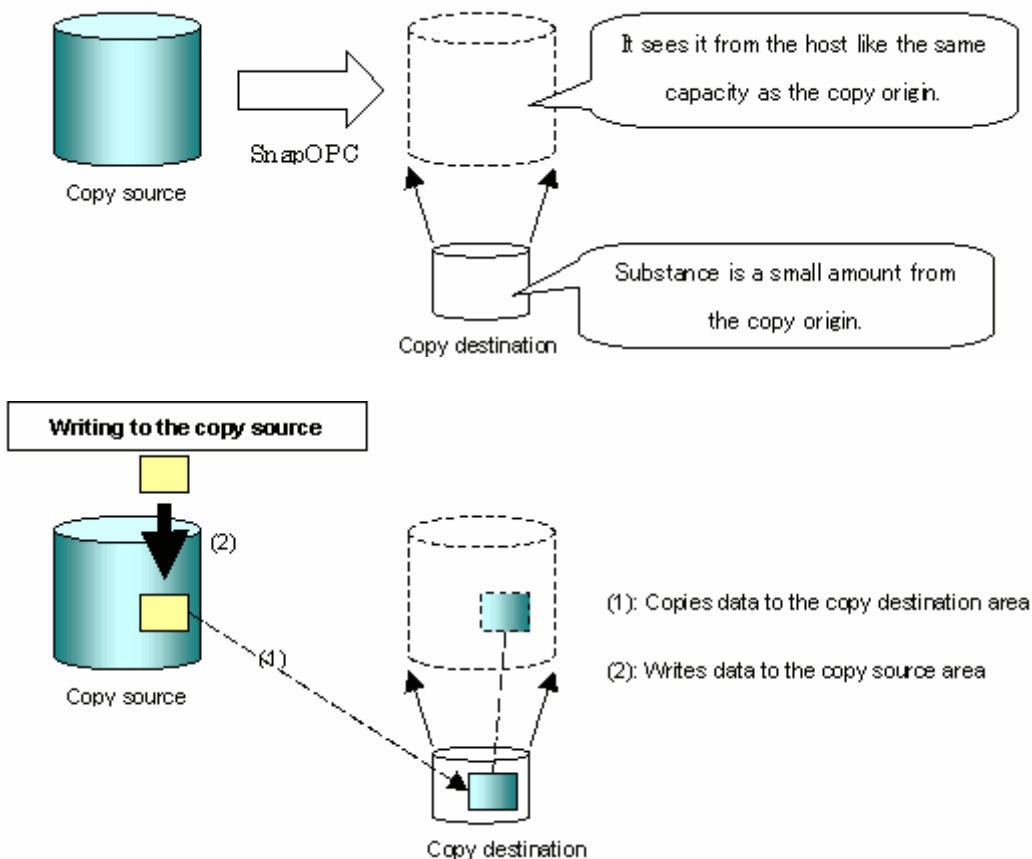 It sees it from the host like the same
capacity as the copy origin.
SnapOPC
Copy source
Substance is a small amount from
the copy origin.
Copy destination
Writing to the copy source
(2)
(1): Copies data to the copy destination area
(1)
(2): Writes data to the copy source area
Copy source
Copy destination